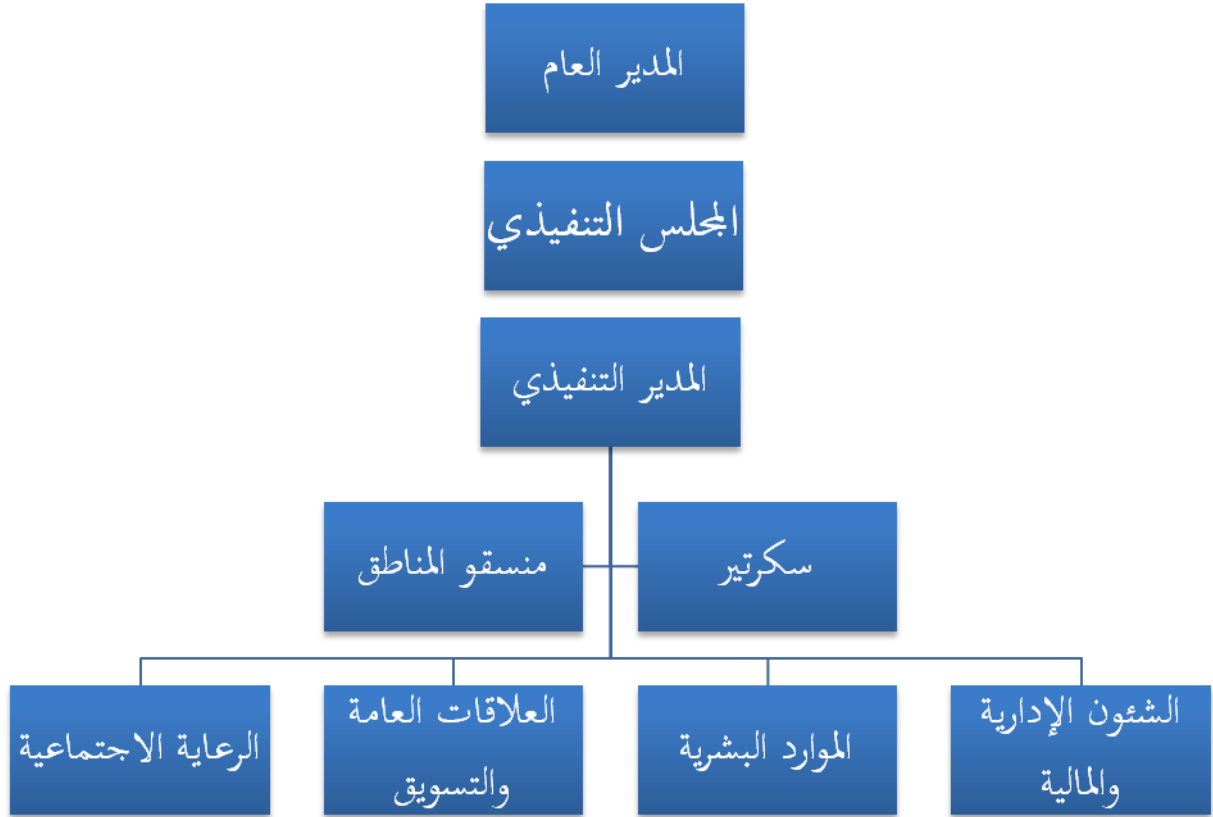 المدير العام
المجلس التنفيذي
المدير التنفيذي
سكرتير
منسقو المناطق
الشئون الإدارية
والمالية
الموارد البشرية
العلاقات العامة
والتسويق
الرعاية الاجتماعية